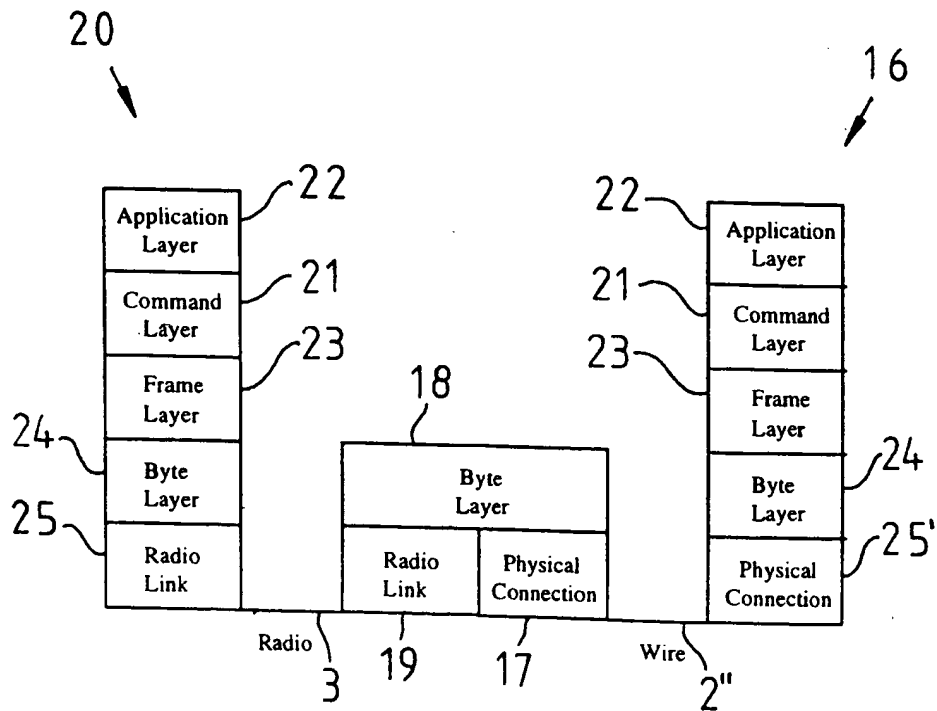 20
16
22
Application
Layer
22
Application
Layer
21
Command
Layer
21
Command
Layer
23
Frame
Layer
23
Frame
Layer
18
24
Byte
Layer
Byte
Layer
24
Byte
Layer
25
Radio
Link
Radio
Link
Physical
Connection
25'
Physical
Connection
Radio
3
19
17
Wire
2"